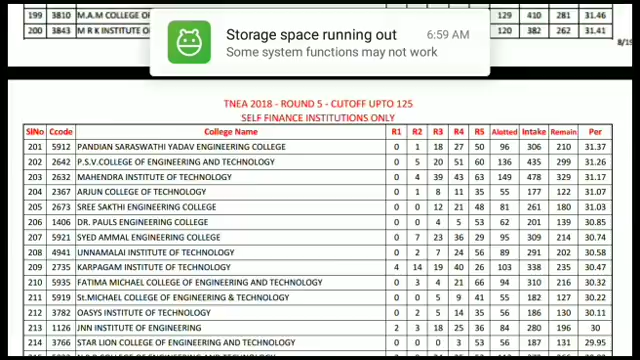 199 3810 M.A.M COLLEGE OF 129 410 281 31.46
200 3843 M R K INSTITUTE O 120 382 262 31.41
Storage space running out 6:59 AM
Some system functions may not work
8/19
TNEA 2018 - ROUND 5 - CUTOFF UPTO 125
SELF FINANCE INSTITUTIONS ONLY
SlNo Ccode College Name R1 R2 R3 R4 R5 Alotted Intake Remain Per
201 5912 PANDIAN SARASWATHI YADAV ENGINEERING COLLEGE 0 1 18 27 50 96 306 210 31.37
202 2642 P.S.V.COLLEGE OF ENGINEERING AND TECHNOLOGY 0 5 20 51 60 136 435 299 31.26
203 2632 MAHENDRA INSTITUTE OF TECHNOLOGY 0 4 39 43 63 149 478 329 31.17
204 2367 ARJUN COLLEGE OF TECHNOLOGY 0 1 8 11 35 55 177 122 31.07
205 2673 SREE SAKTHI ENGINEERING COLLEGE 0 0 12 21 48 81 261 180 31.03
206 1406 DR. PAULS ENGINEERING COLLEGE 0 0 4 5 53 62 201 139 30.85
207 5921 SYED AMMAL ENGINEERING COLLEGE 0 7 23 36 29 95 309 214 30.74
208 4941 UNNAMALAI INSTITUTE OF TECHNOLOGY 0 2 7 24 56 89 291 202 30.58
209 2735 KARPAGAM INSTITUTE OF TECHNOLOGY 4 14 19 40 26 103 338 235 30.47
210 5935 FATIMA MICHAEL COLLEGE OF ENGINEERING AND TECHNOLOGY 0 3 4 21 66 94 310 216 30.32
211 5919 St.MICHAEL COLLEGE OF ENGINEERING & TECHNOLOGY 0 0 5 9 41 55 182 127 30.22
212 3782 OASYS INSTITUTE OF TECHNOLOGY 0 2 5 14 35 56 186 130 30.11
213 1126 JNN INSTITUTE OF ENGINEERING 2 3 18 25 36 84 280 196 30
214 3766 STAR LION COLLEGE OF ENGINEERING AND TECHNOLOGY 0 0 0 3 53 56 187 131 29.95